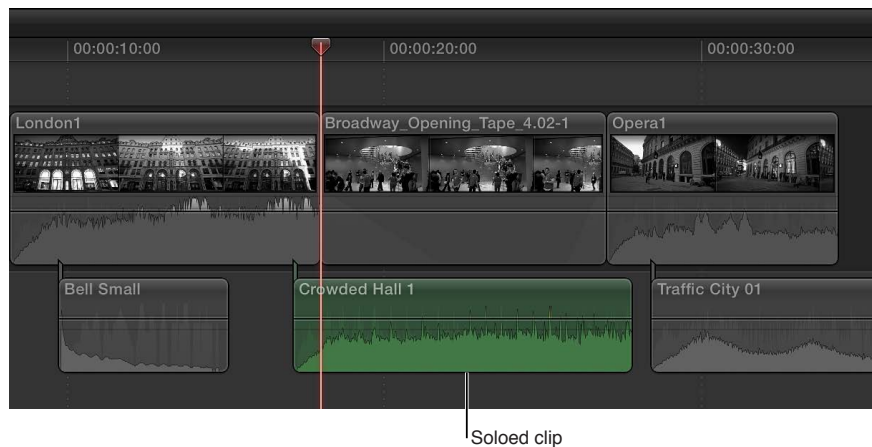 00:00:10:00
00:00:20:00
00:00:30:00
London1
Broadway_Opening_Tape_4.02-1
Opera1
Bell Small
Crowded Hall 1
Traffic City 01
Soloed clip